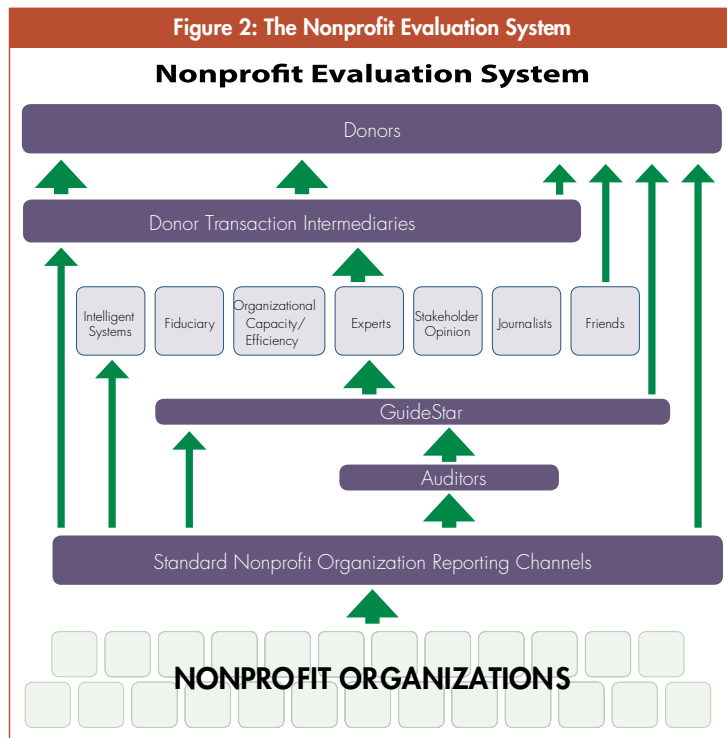 Figure 2: The Nonprofit Evaluation System
Nonprofit Evaluation System
Donors
Donor Transaction Intermediaries
Intelligent
Systems
Fiduciary
Organizational
Capacity/
Efficiency
Experts
Stakeholder
Opinion
Journalists
Friends
GuideStar
Auditors
Standard Nonprofit Organization Reporting Channels
NONPROFIT ORGANIZATIONS